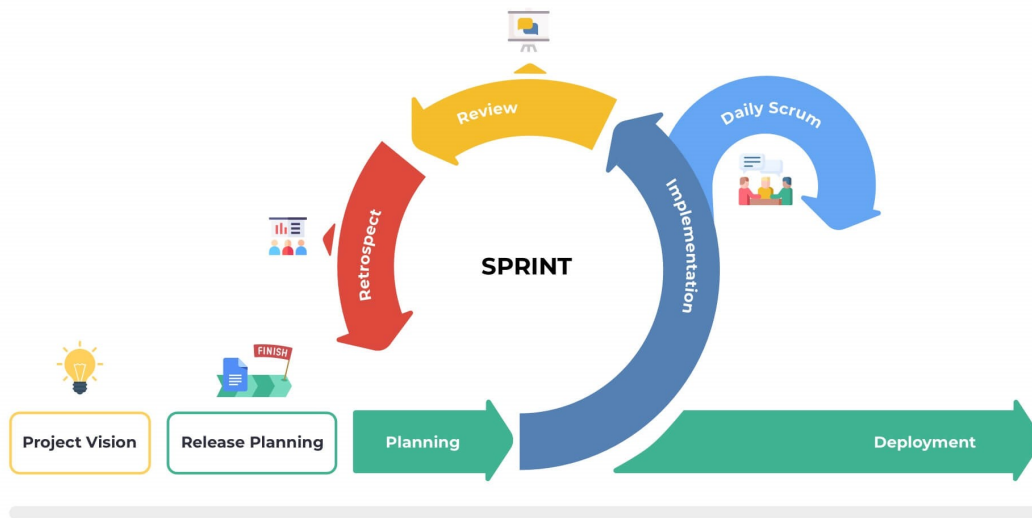 Review
Daily Scrum
Implementation
Retrospect
SPRINT
FINISH
Project Vision
Release Planning
Planning
Deployment